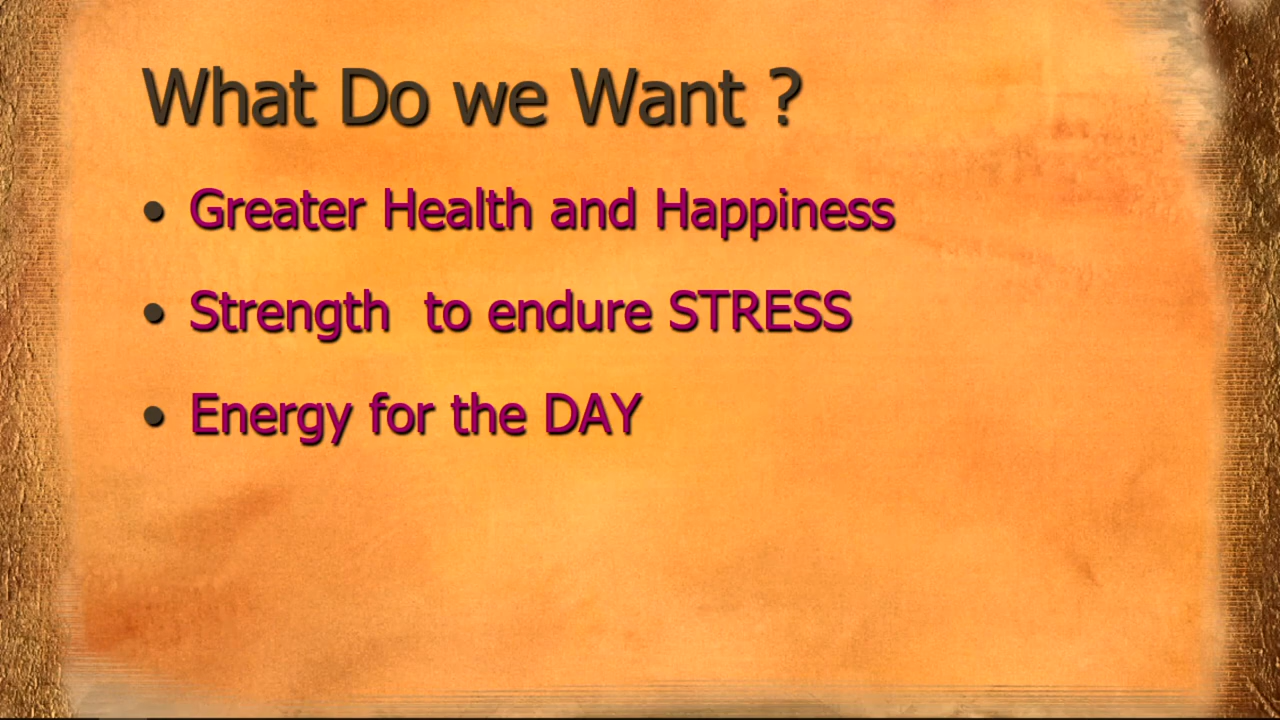 What Do we Want ?
• Greater Health and Happiness
• Strength  to endure STRESS
• Energy for the DAY